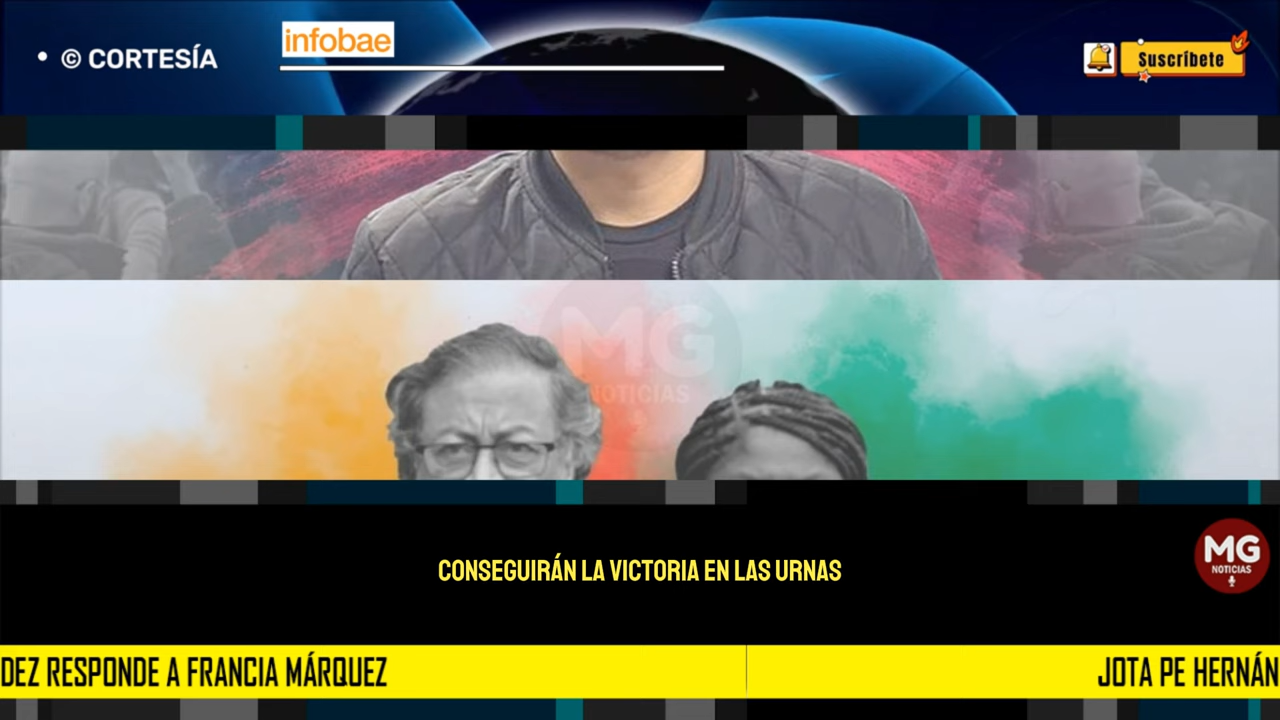 • © CORTESÍA
infobae
Suscríbete
MG
NOTICIAS
CONSEGUIRÁN LA VICTORIA EN LAS URNAS
MG
NOTICIAS
DEZ RESPONDE A FRANCIA MÁRQUEZ
JOTA PE HERNÁN